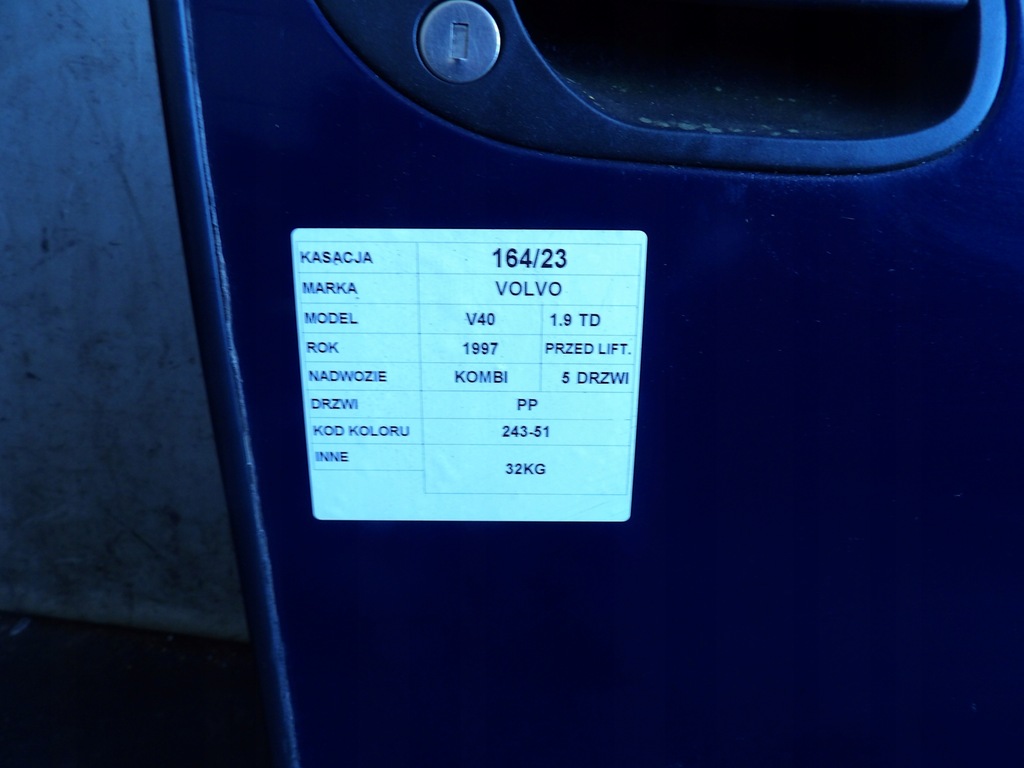 KASACJA 164/23
MARKA VOLVO
MODEL V40 1.9 TD
ROK 1997 PRZED LIFT.
NADWOZIE KOMBI 5 DRZWI
DRZWI PP
KOD KOLORU 243-51
INNE 32KG